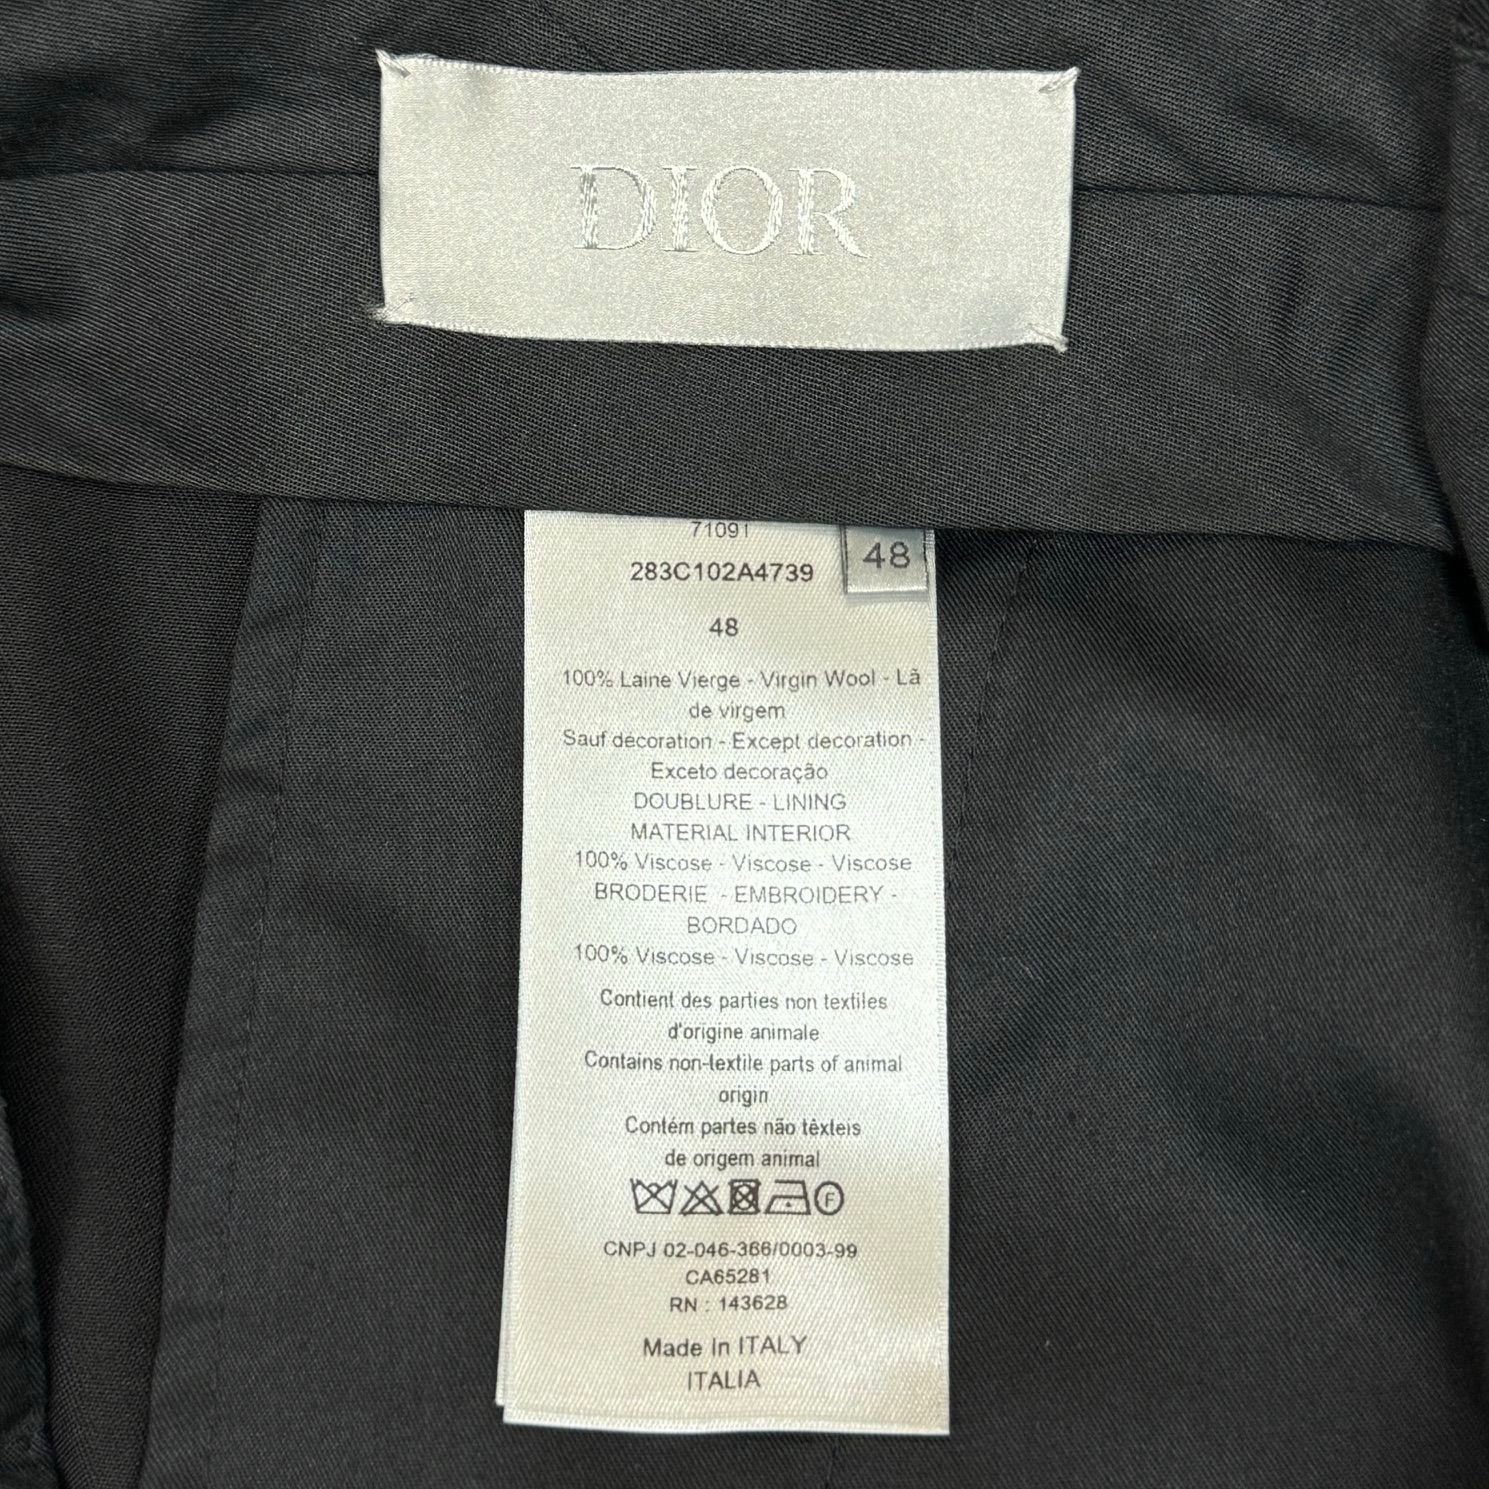 DIOR
71091
48
283C102A4739
48
100% Laine Vierge - Virgin Wool - Lã
de virgem
Sauf décoration - Except decoration -
Exceto decoração
DOUBLURE - LINING
MATERIAL INTERIOR
100% Viscose - Viscose - Viscose
BRODERIE - EMBROIDERY -
BORDADO
100% Viscose - Viscose - Viscose
Contient des parties non textiles
d'origine animale
Contains non-textile parts of animal
origin
Contém partes não têxteis
de origem animal
F
CNPJ 02-046-366/0003-99
CA65281
RN : 143628
Made in ITALY
ITALIA